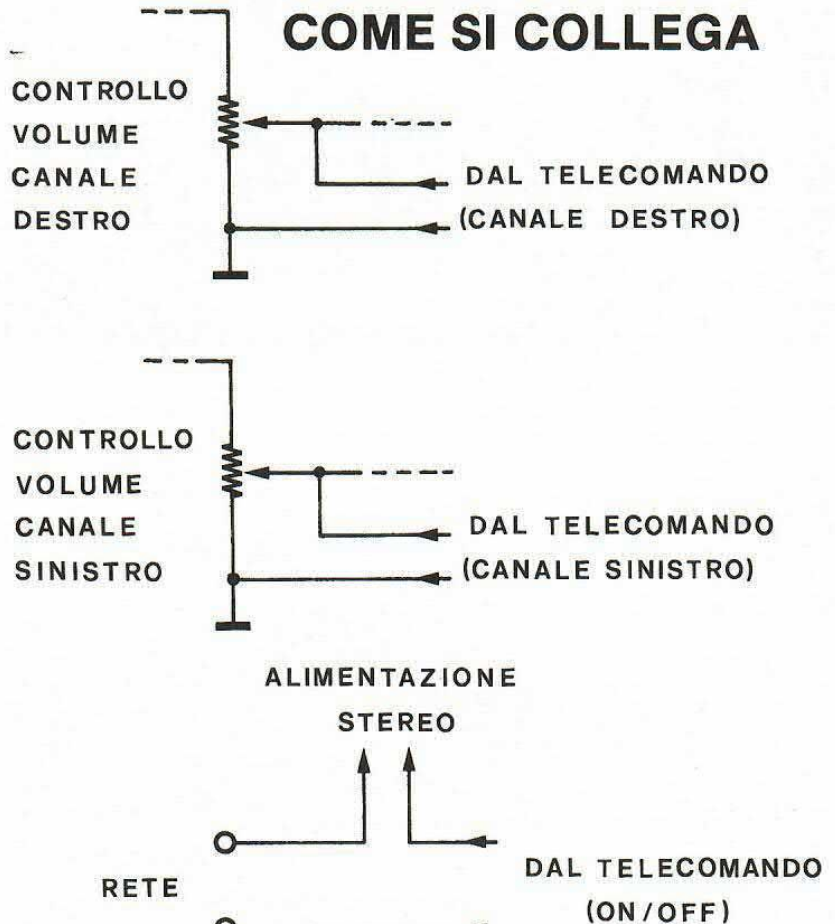 COME SI COLLEGA
CONTROLLO
VOLUME
CANALE
DESTRO
DAL TELECOMANDO
(CANALE DESTRO)
CONTROLLO
VOLUME
CANALE
SINISTRO
DAL TELECOMANDO
(CANALE SINISTRO)
ALIMENTAZIONE
STEREO
RETE
DAL TELECOMANDO
(ON/OFF)